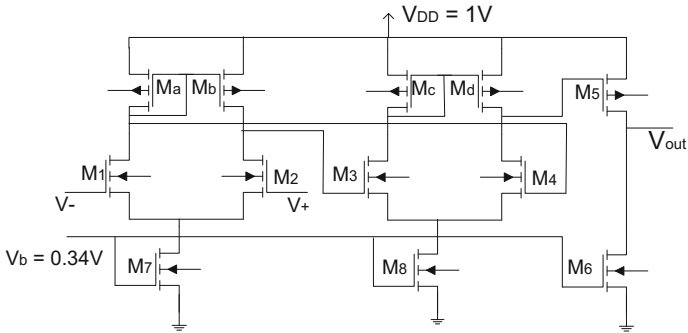 VDD = 1V
Ma Mb Mc Md M5
Vout
M1 M2 M3 M4
V- V+
Vb = 0.34V
M7 M8 M6